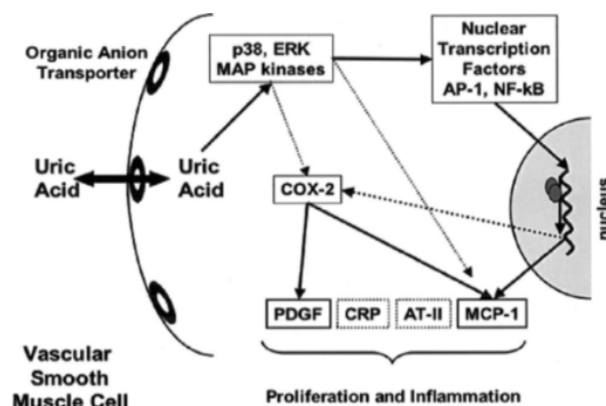 Organic Anion
Transporter
p38, ERK
MAP kinases
Nuclear
Transcription
Factors
AP-1, NF-kB
Uric
Acid
Uric
Acid
COX-2
nucleus
PDGF
CRP
AT-II
MCP-1
Vascular
Smooth
Muscle Cell
Proliferation and Inflammation